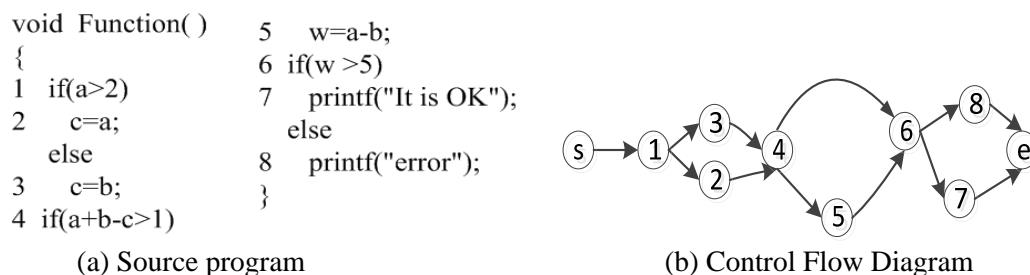 void Function( )
{
1 if(a>2)
2 c=a;
else
3 c=b;
4 if(a+b-c>1)
5 w=a-b;
6 if(w >5)
7 printf("It is OK");
else
8 printf("error");
}
(a) Source program
s
1
3
2
4
5
6
8
7
e
(b) Control Flow Diagram